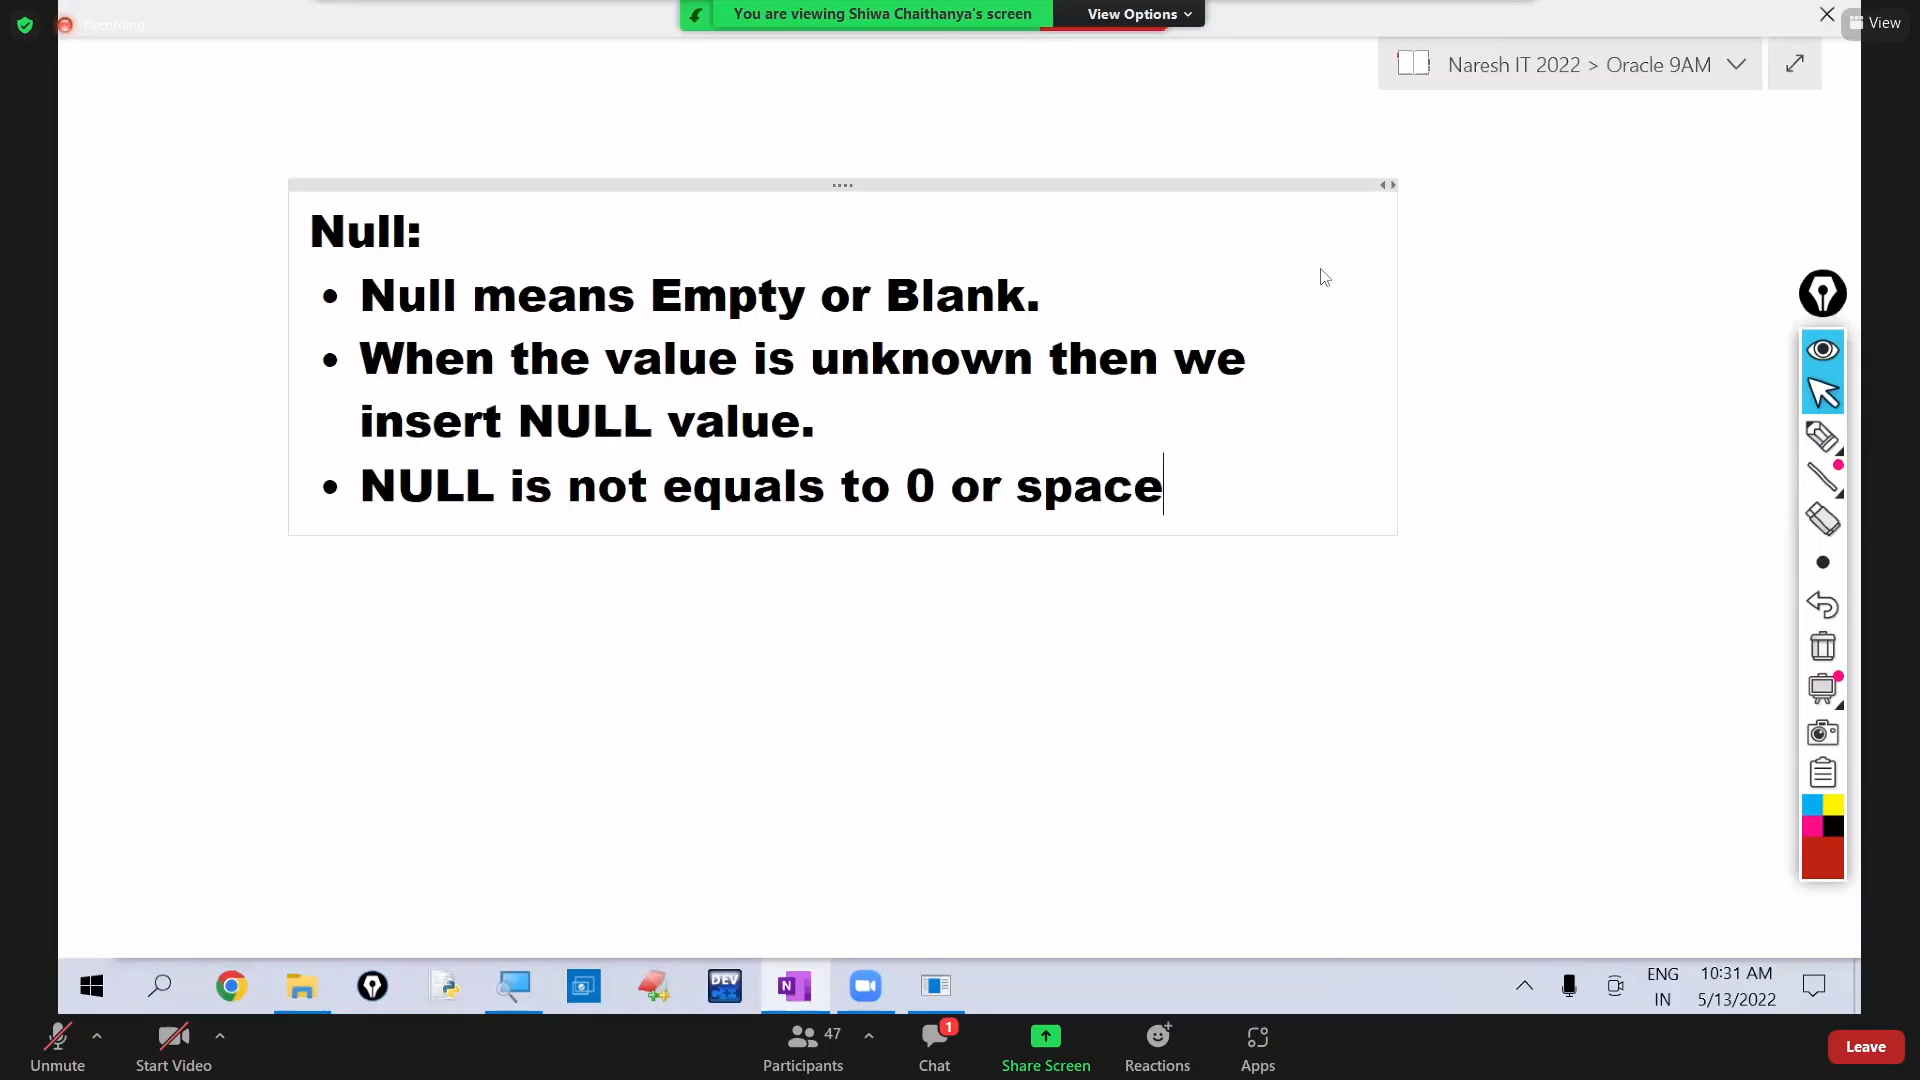 Recording
You are viewing Shiwa Chaithanya's screen
View Options
View
Naresh IT 2022 > Oracle 9AM
Null:
• Null means Empty or Blank.
• When the value is unknown then we
insert NULL value.
• NULL is not equals to 0 or space
DEV
C++
N
ENG
IN
10:31 AM
5/13/2022
Unmute
Start Video
Participants
47
Chat
1
Share Screen
Reactions
Apps
Leave